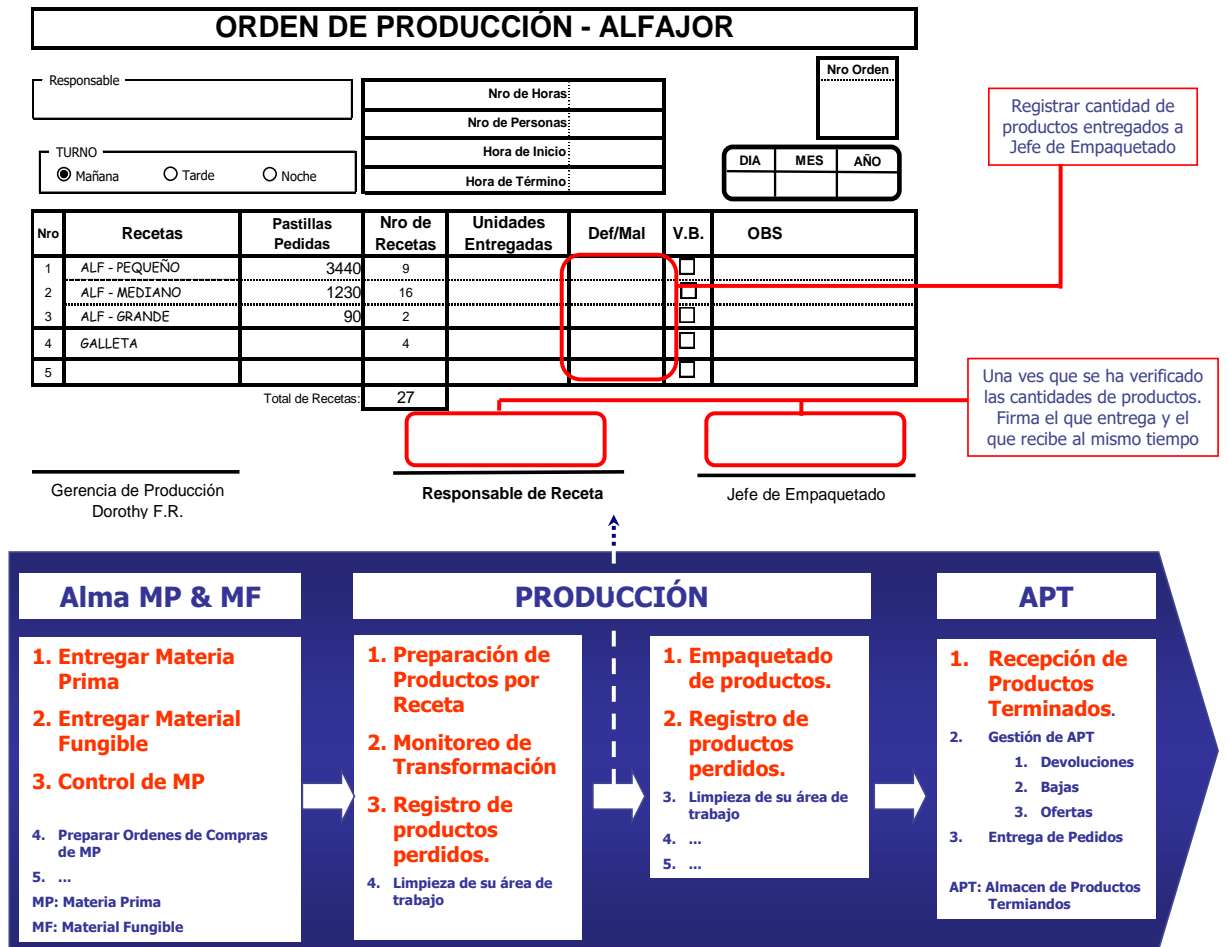 ORDEN DE PRODUCCIÓN - ALFAJOR
Responsable
Nro de Horas:
Nro de Personas:
Hora de Inicio:
Hora de Término:
Nro Orden
TURNO
Mañana Tarde Noche
DIA MES AÑO
Registrar cantidad de
productos entregados a
Jefe de Empaquetado
Nro Recetas Pastillas Pedidas Nro de Recetas Unidades Entregadas Def/Mal V.B. OBS
1 ALF - PEQUEÑO 3440 9
2 ALF - MEDIANO 1230 16
3 ALF - GRANDE 90 2
4 GALLETA 4
5
Total de Recetas: 27
Una ves que se ha verificado
las cantidades de productos.
Firma el que entrega y el
que recibe al mismo tiempo
Gerencia de Producción
Dorothy F.R.
Responsable de Receta
Jefe de Empaquetado
Alma MP & MF
1. Entregar Materia
Prima
2. Entregar Material
Fungible
3. Control de MP
4. Preparar Ordenes de Compras
de MP
5. ...
MP: Materia Prima
MF: Material Fungible
PRODUCCIÓN
1. Preparación de
Productos por
Receta
2. Monitoreo de
Transformación
3. Registro de
productos
perdidos.
4. Limpieza de su área de
trabajo
1. Empaquetado
de productos.
2. Registro de
productos
perdidos.
3. Limpieza de su área de
trabajo
4. ...
5. ...
APT
1. Recepción de
Productos
Terminados.
2. Gestión de APT
1. Devoluciones
2. Bajas
3. Ofertas
3. Entrega de Pedidos
APT: Almacen de Productos
Termiandos